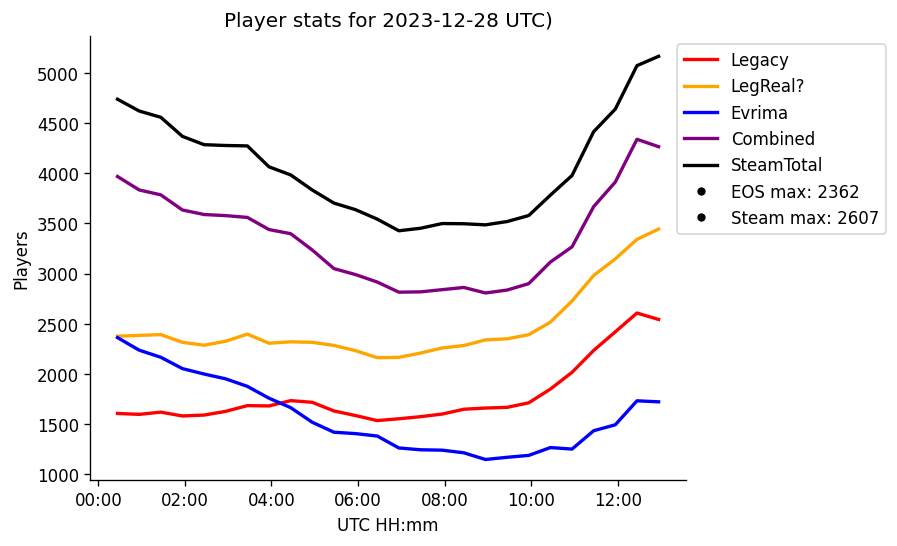 Player stats for 2023-12-28 UTC)
Legacy
LegReal?
Evrima
Combined
SteamTotal
EOS max: 2362
Steam max: 2607
Players
5000
4500
4000
3500
3000
2500
2000
1500
1000
00:00 02:00 04:00 06:00 08:00 10:00 12:00
UTC HH:mm